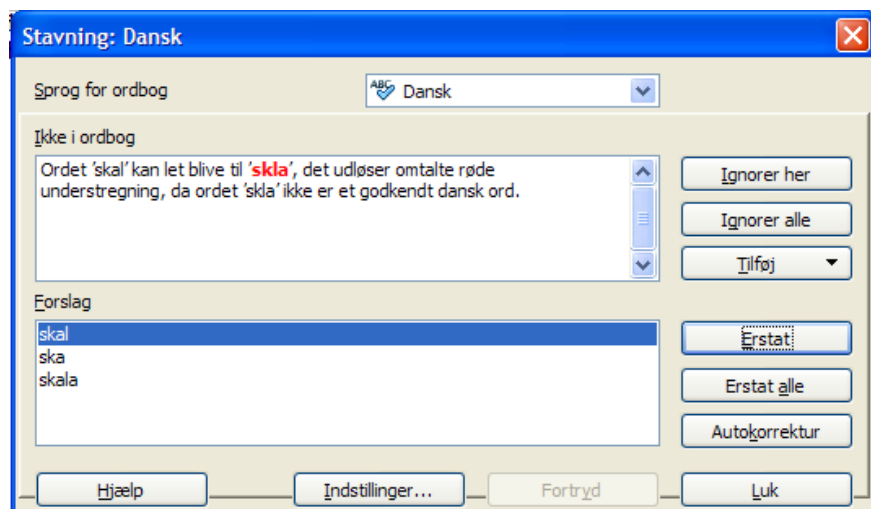 Stavning: Dansk
Sprog for ordbog
ABC Dansk
Ikke i ordbog
Ordet ’skal’ kan let blive til ’skla’, det udløser omtalte røde
understregning, da ordet ’skla’ ikke er et godkendt dansk ord.
Ignorer her
Ignorer alle
Tilføj
Forslag
skal
ska
skala
Erstat
Erstat alle
Autokorrektur
Hjælp
Indstillinger...
Fortryd
Luk